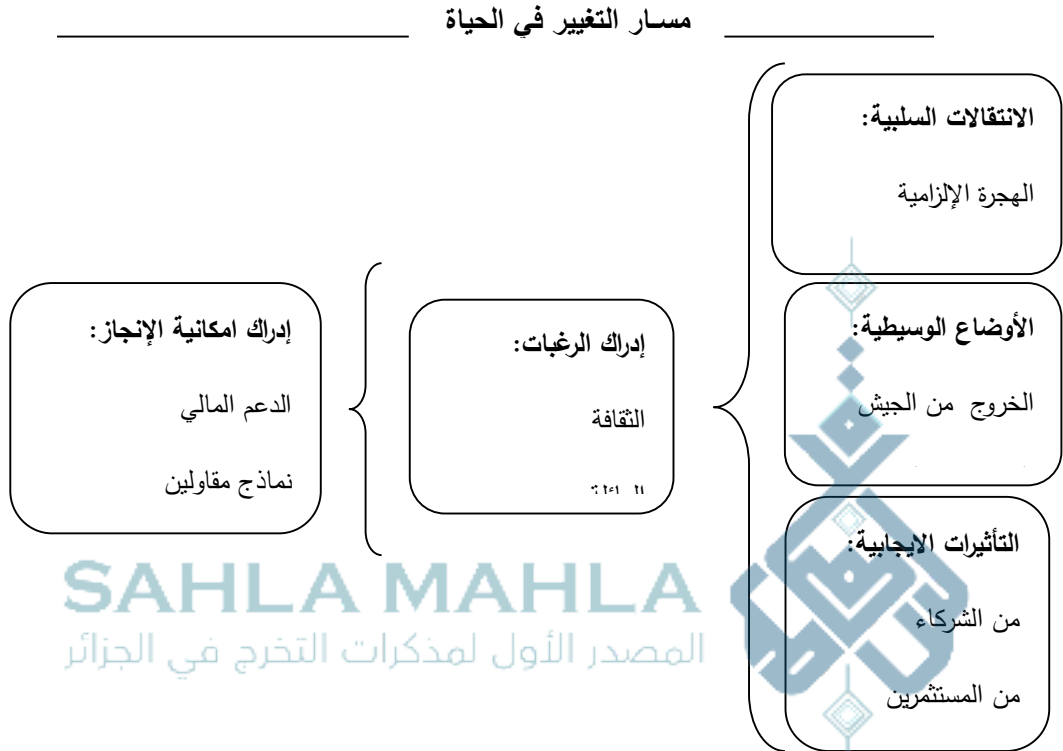 مسار التغيير في الحياة
الانتقالات السلبية:
الهجرة الإلزامية
الأوضاع الوسيطية:
الخروج من الجيش
التأثيرات الايجابية:
من الشركاء
من المستثمرين
إدراك الرغبات:
الثقافة
إدراك امكانية الإنجاز:
الدعم المالي
نماذج مقاولين
SAHLA MAHLA
المصدر الأول لمذكرات التخرج في الجزائر